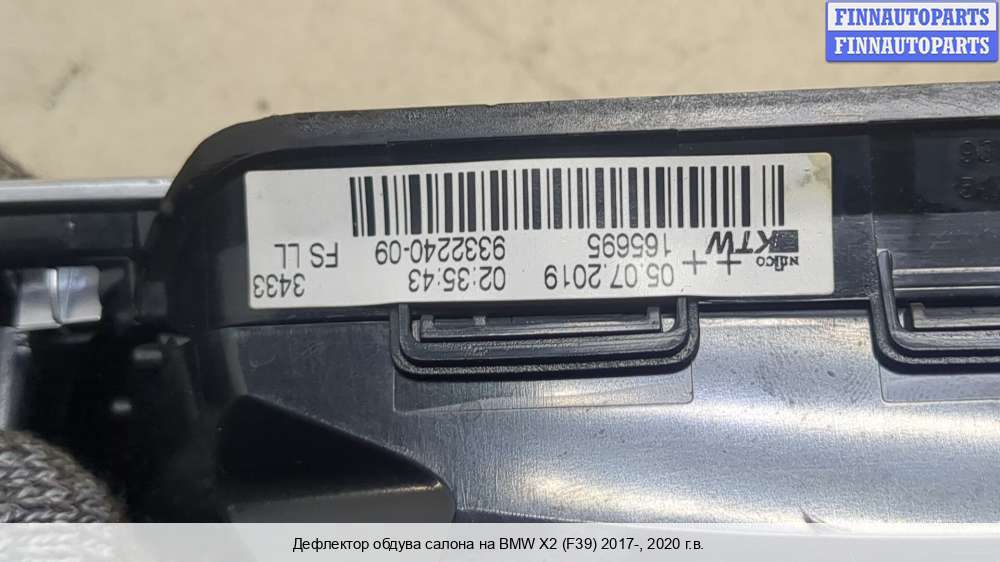 FINNAUTOPARTS
FINNAUTOPARTS
05.07.2019 02:35:43 3433
NIFCO KTW 165695 9332240-09 FS LL
Дефлектор обдува салона на BMW X2 (F39) 2017-, 2020 г.в.